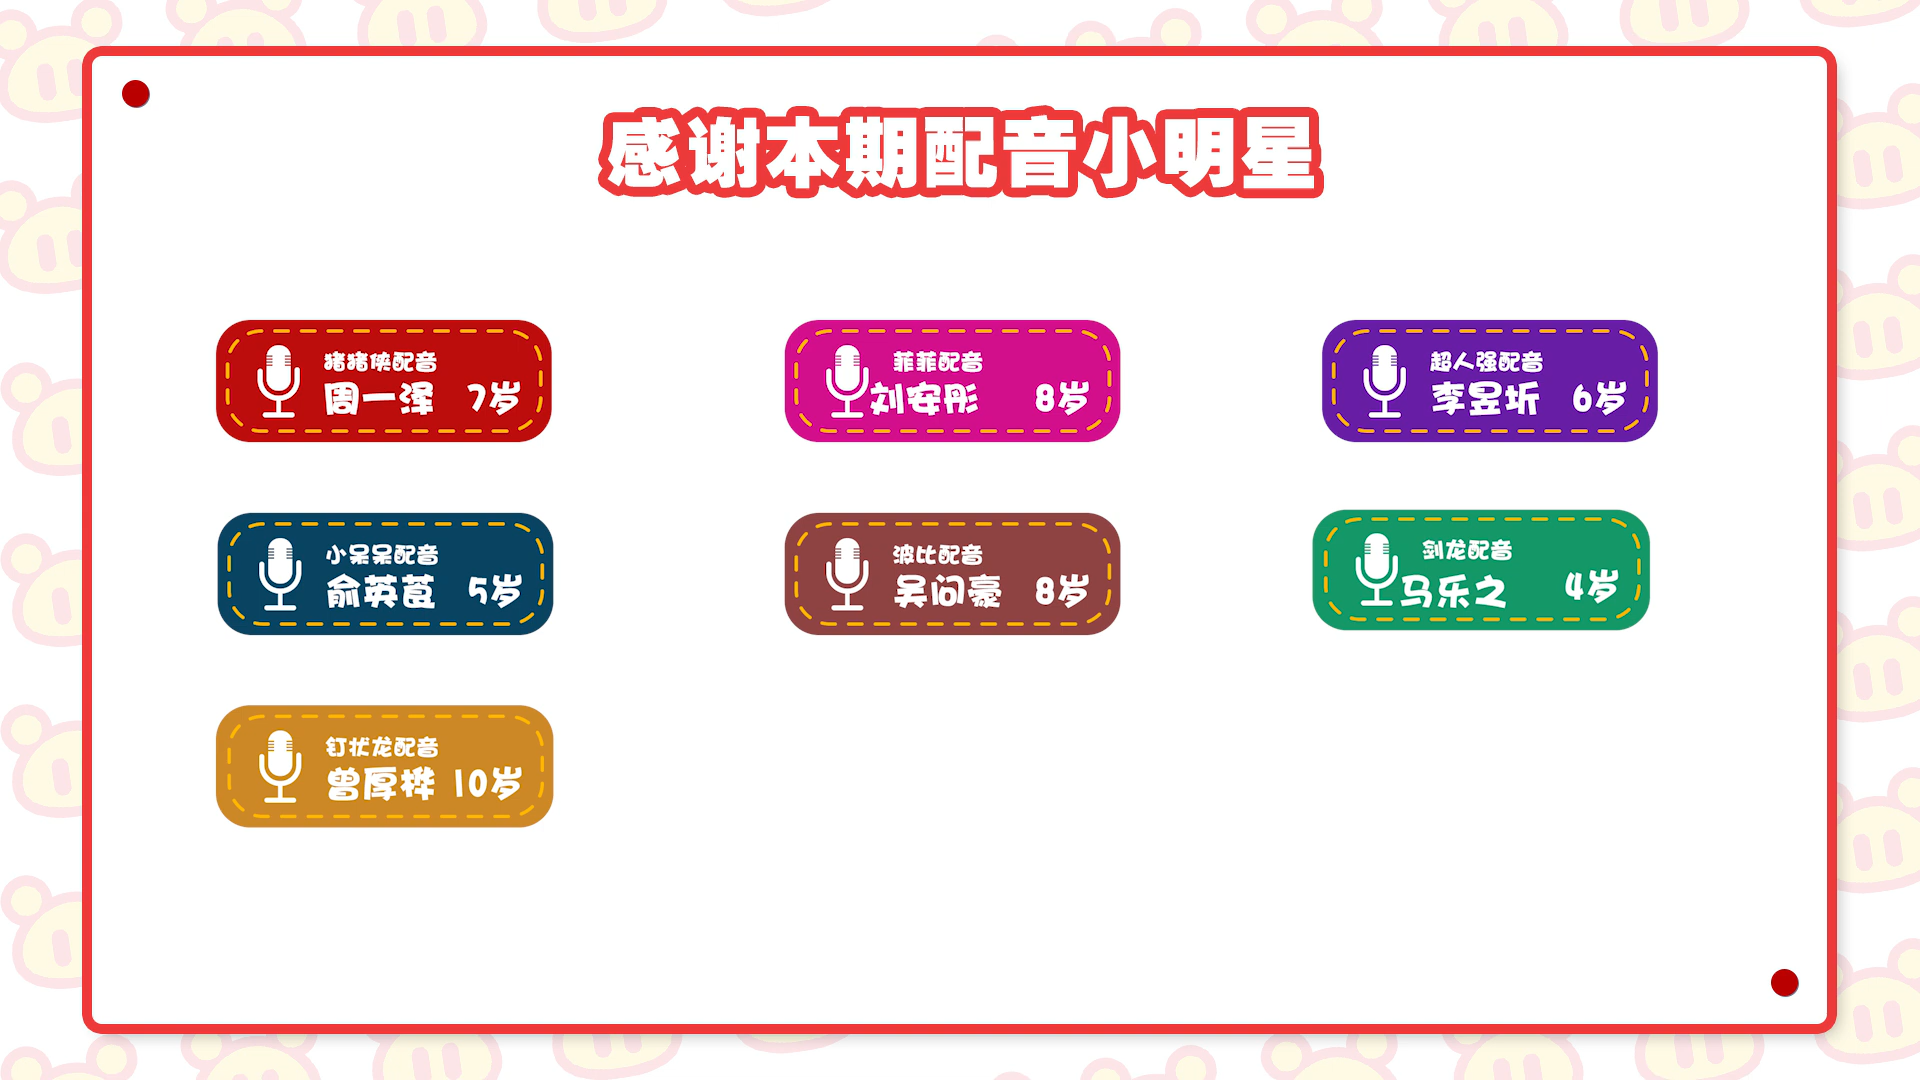 感谢本期配音小明星
猪猪侠配音
周一泽 7岁
菲菲配音
刘安彤 8岁
超人强配音
李昱圻 6岁
小呆呆配音
俞英苠 5岁
波比配音
吴问豪 8岁
剑龙配音
马乐之 4岁
钉状龙配音
曾厚桦 10岁